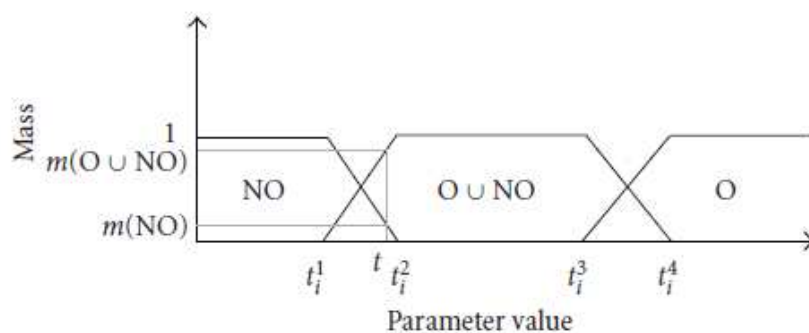 Mass
1
m(O ∪ NO)
m(NO)
NO
O ∪ NO
O
t_i^1
t
t_i^2
t_i^3
t_i^4
Parameter value